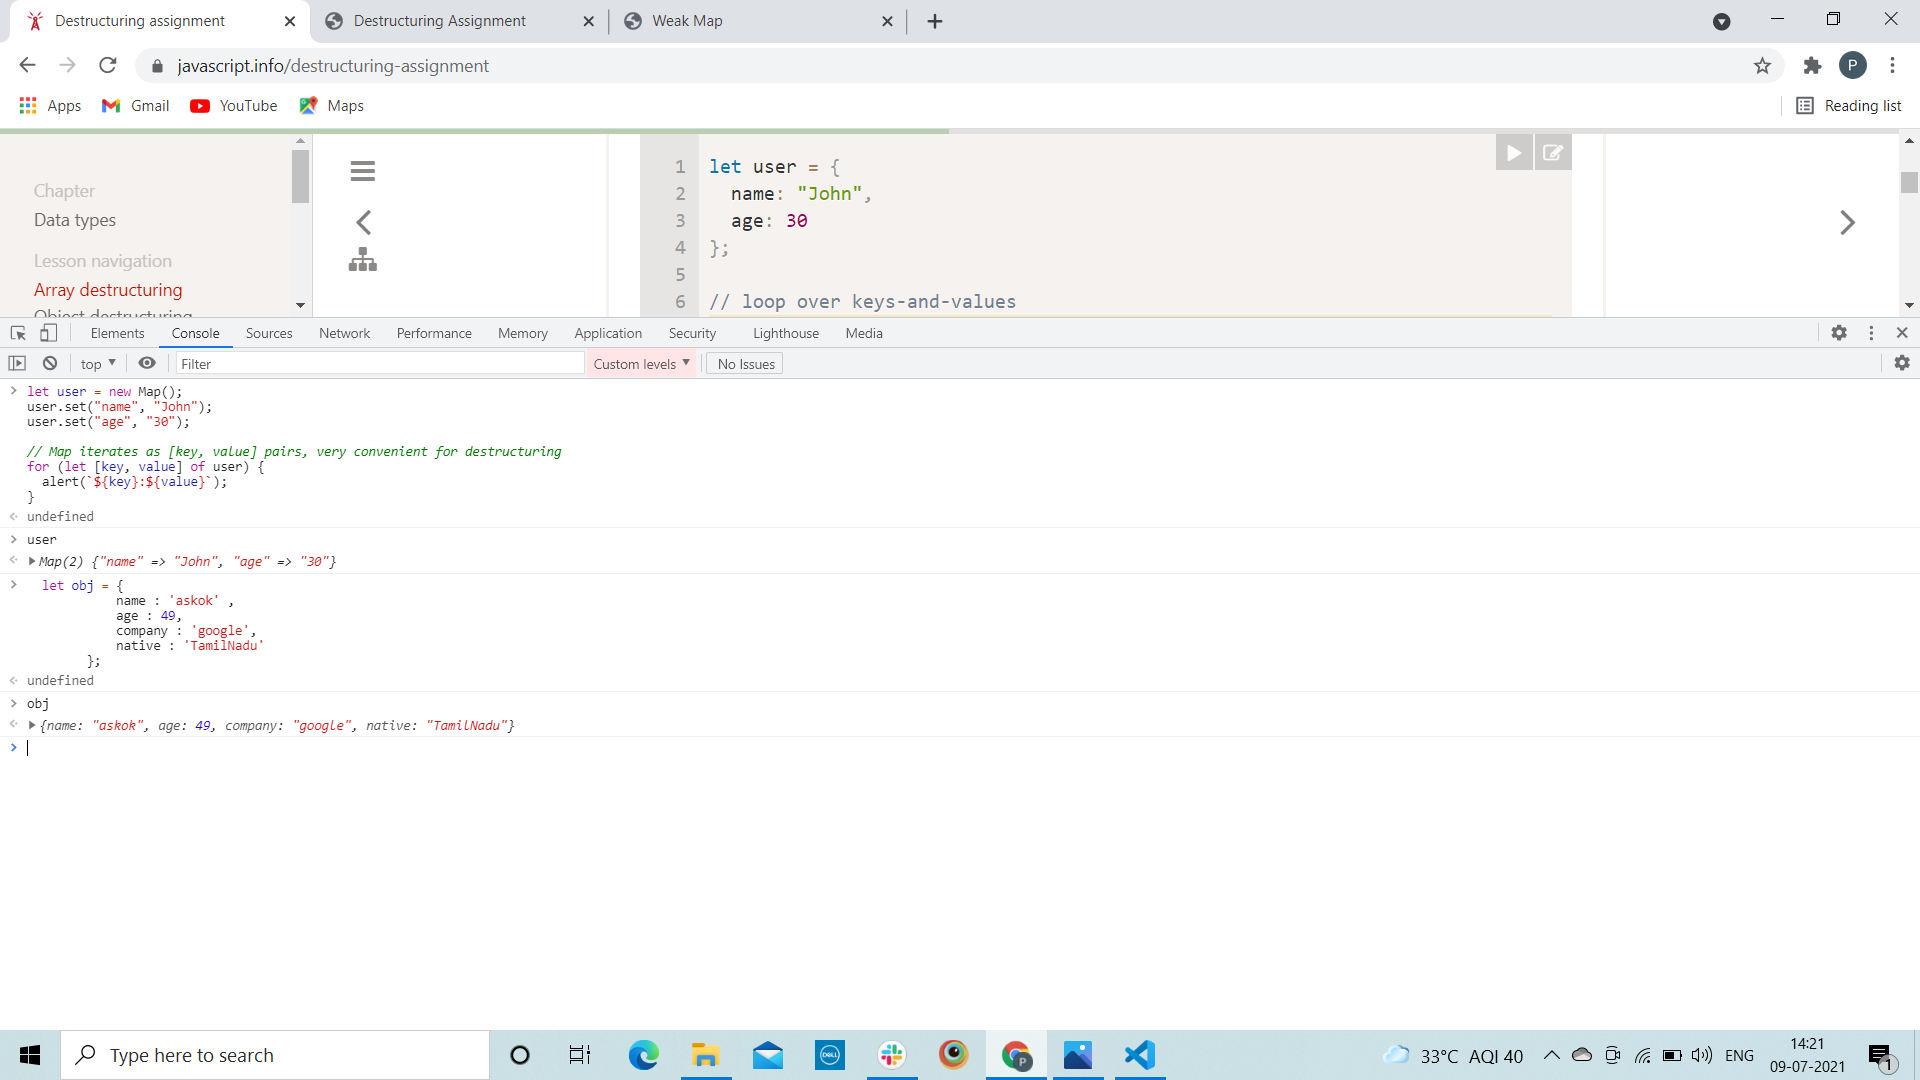 Destructuring assignment
Destructuring Assignment
Weak Map
javascript.info/destructuring-assignment
P
Apps
Gmail
YouTube
Maps
Reading list
Chapter
Data types
Lesson navigation
Array destructuring
Object destructuring
1 let user = {
2 name: "John",
3 age: 30
4 };
5
6 // loop over keys-and-values
Elements
Console
Sources
Network
Performance
Memory
Application
Security
Lighthouse
Media
top
Filter
Custom levels
No Issues
let user = new Map();
user.set("name", "John");
user.set("age", "30");
// Map iterates as [key, value] pairs, very convenient for destructuring
for (let [key, value] of user) {
alert(`${key}:${value}`);
}
undefined
user
Map(2) {"name" => "John", "age" => "30"}
let obj = {
name : 'askok' ,
age : 49,
company : 'google',
native : 'TamilNadu'
};
undefined
obj
{name: "askok", age: 49, company: "google", native: "TamilNadu"}
Type here to search
DELL
P
33°C AQI 40
ENG
14:21
09-07-2021
1